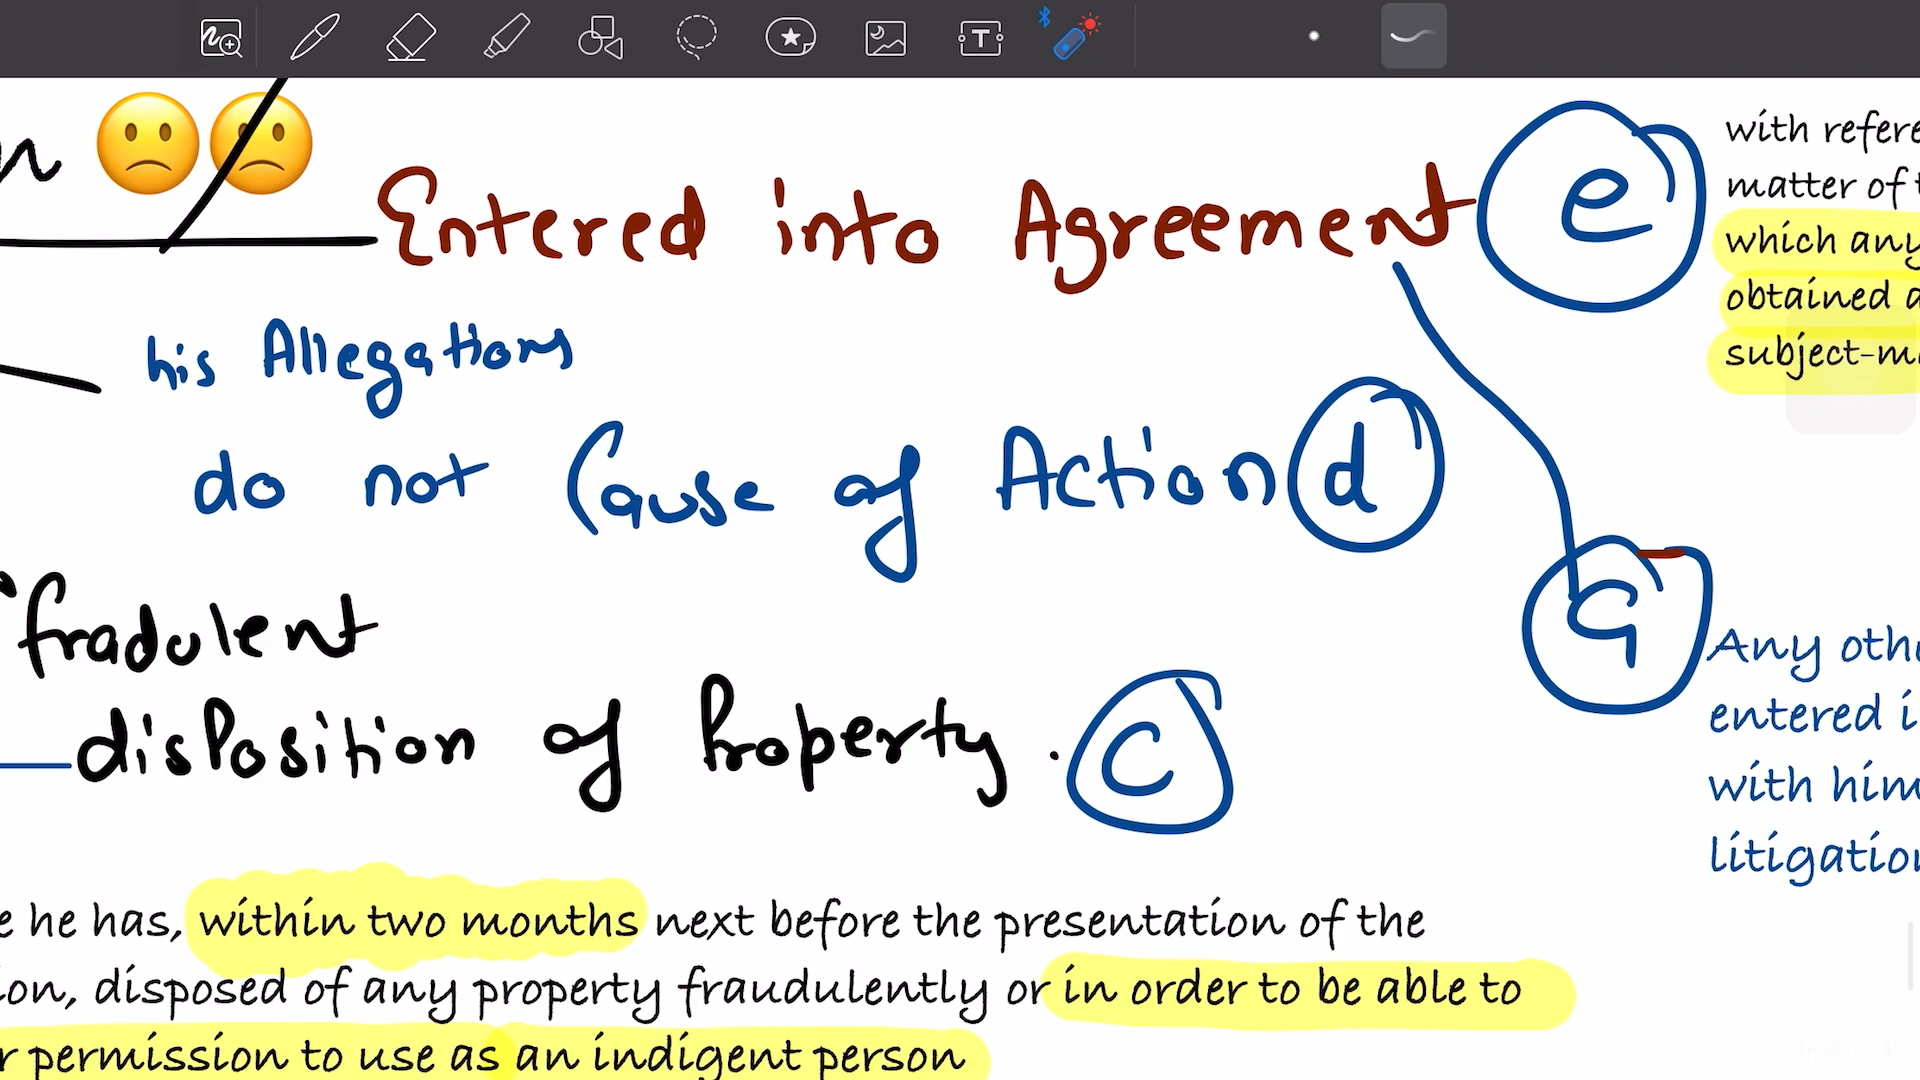 Entered into Agreement e
his Allegations
do not Cause of Action d
fradulent
disposition of Property. c
e he has, within two months next before the presentation of the
ion, disposed of any property fraudulently or in order to be able to
r permission to use as an indigent person
with refere
matter of t
which any
obtained a
subject-m
G
Any oth
entered i
with him
litigation